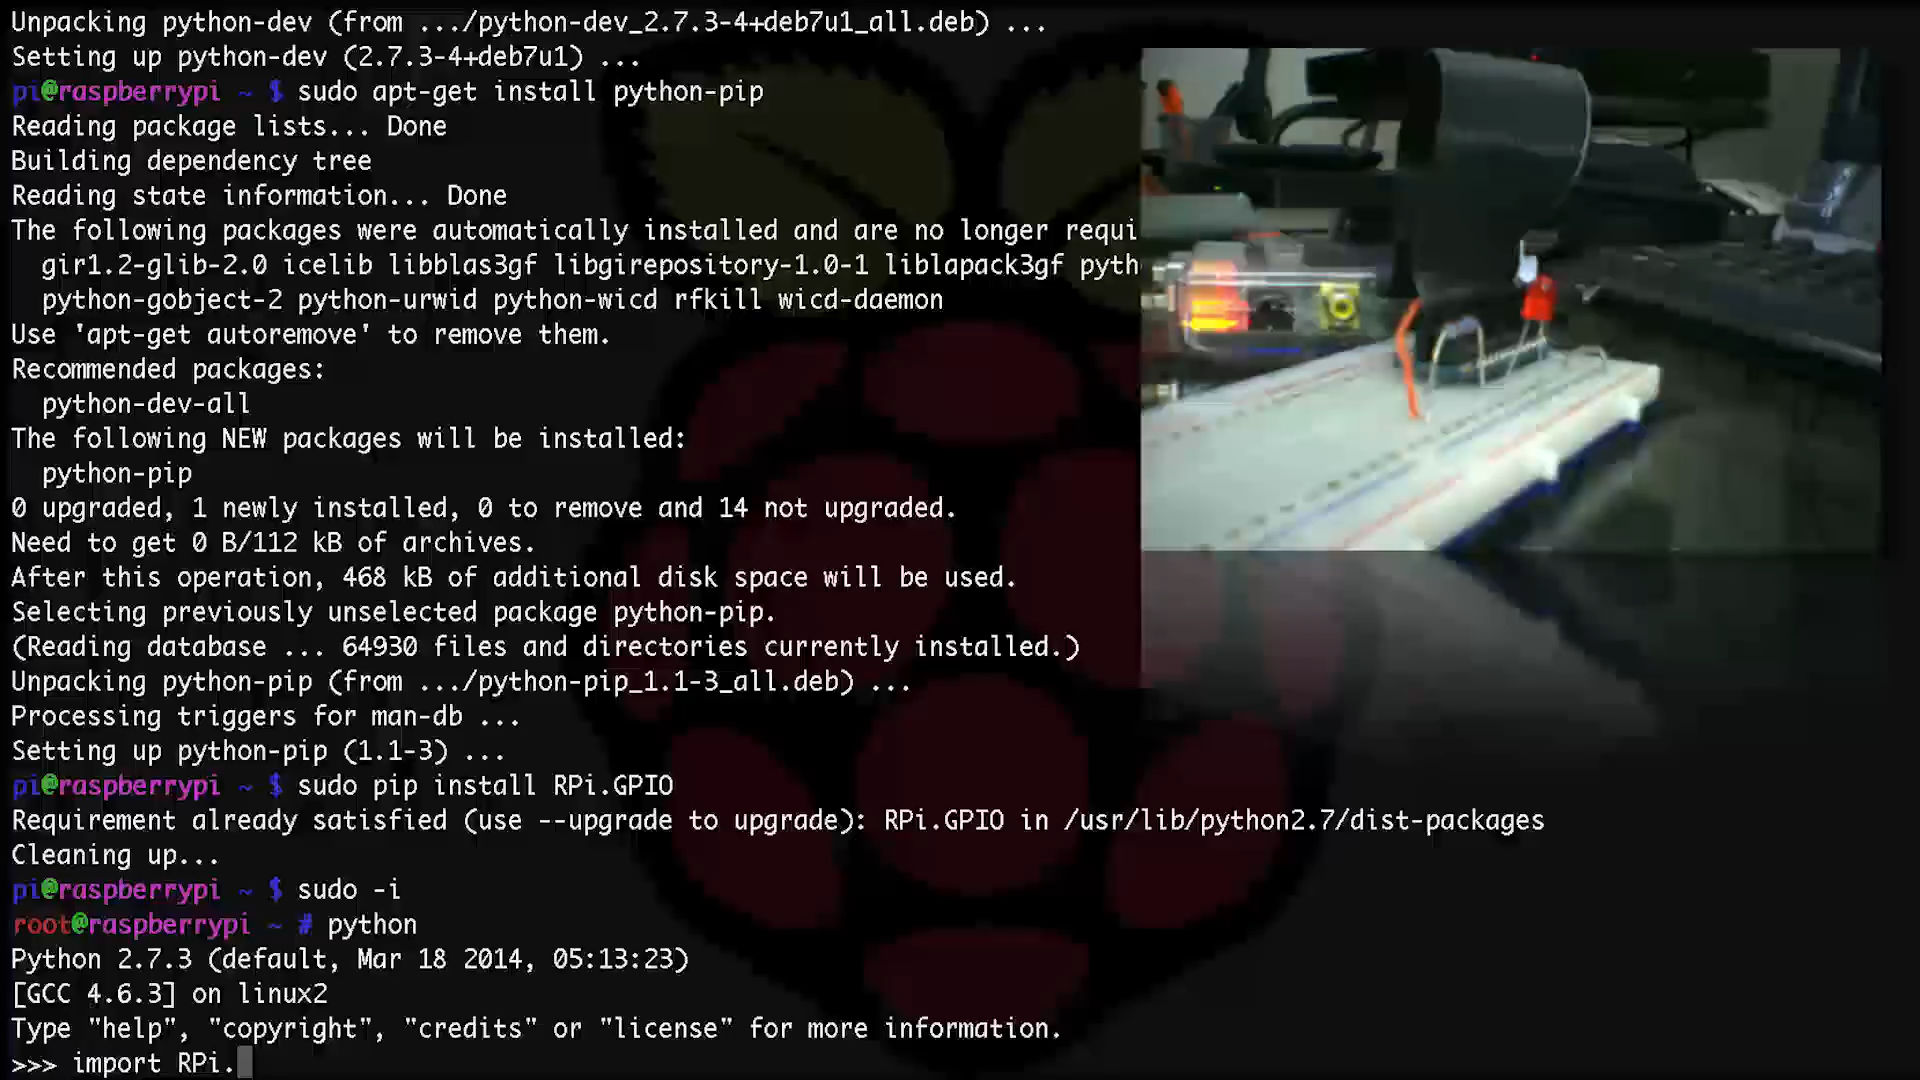 Unpacking python-dev (from .../python-dev_2.7.3-4+deb7u1_all.deb) ...
Setting up python-dev (2.7.3-4+deb7u1) ...
pi@raspberrypi ~ $ sudo apt-get install python-pip
Reading package lists... Done
Building dependency tree
Reading state information... Done
The following packages were automatically installed and are no longer requi
  gir1.2-glib-2.0 icelib libblas3gf libgirepository-1.0-1 liblapack3gf pyth
  python-gobject-2 python-urwid python-wicd rfkill wicd-daemon
Use 'apt-get autoremove' to remove them.
Recommended packages:
  python-dev-all
The following NEW packages will be installed:
  python-pip
0 upgraded, 1 newly installed, 0 to remove and 14 not upgraded.
Need to get 0 B/112 kB of archives.
After this operation, 468 kB of additional disk space will be used.
Selecting previously unselected package python-pip.
(Reading database ... 64930 files and directories currently installed.)
Unpacking python-pip (from .../python-pip_1.1-3_all.deb) ...
Processing triggers for man-db ...
Setting up python-pip (1.1-3) ...
pi@raspberrypi ~ $ sudo pip install RPi.GPIO
Requirement already satisfied (use --upgrade to upgrade): RPi.GPIO in /usr/lib/python2.7/dist-packages
Cleaning up...
pi@raspberrypi ~ $ sudo -i
root@raspberrypi ~ # python
Python 2.7.3 (default, Mar 18 2014, 05:13:23)
[GCC 4.6.3] on linux2
Type "help", "copyright", "credits" or "license" for more information.
>>> import RPi.